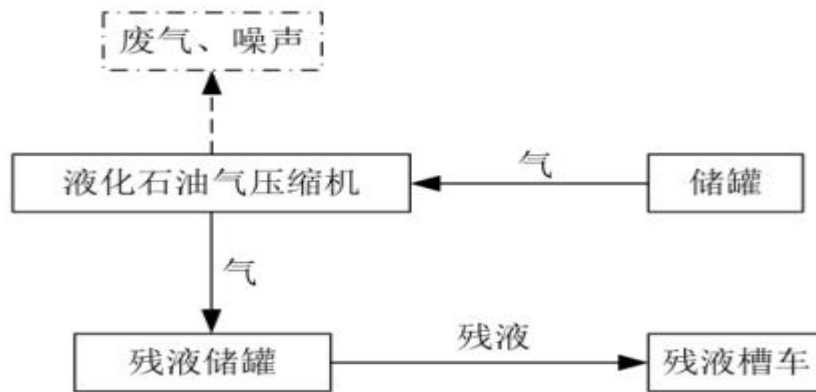 废气、噪声
液化石油气压缩机
气
储罐
气
残液储罐
残液
残液槽车